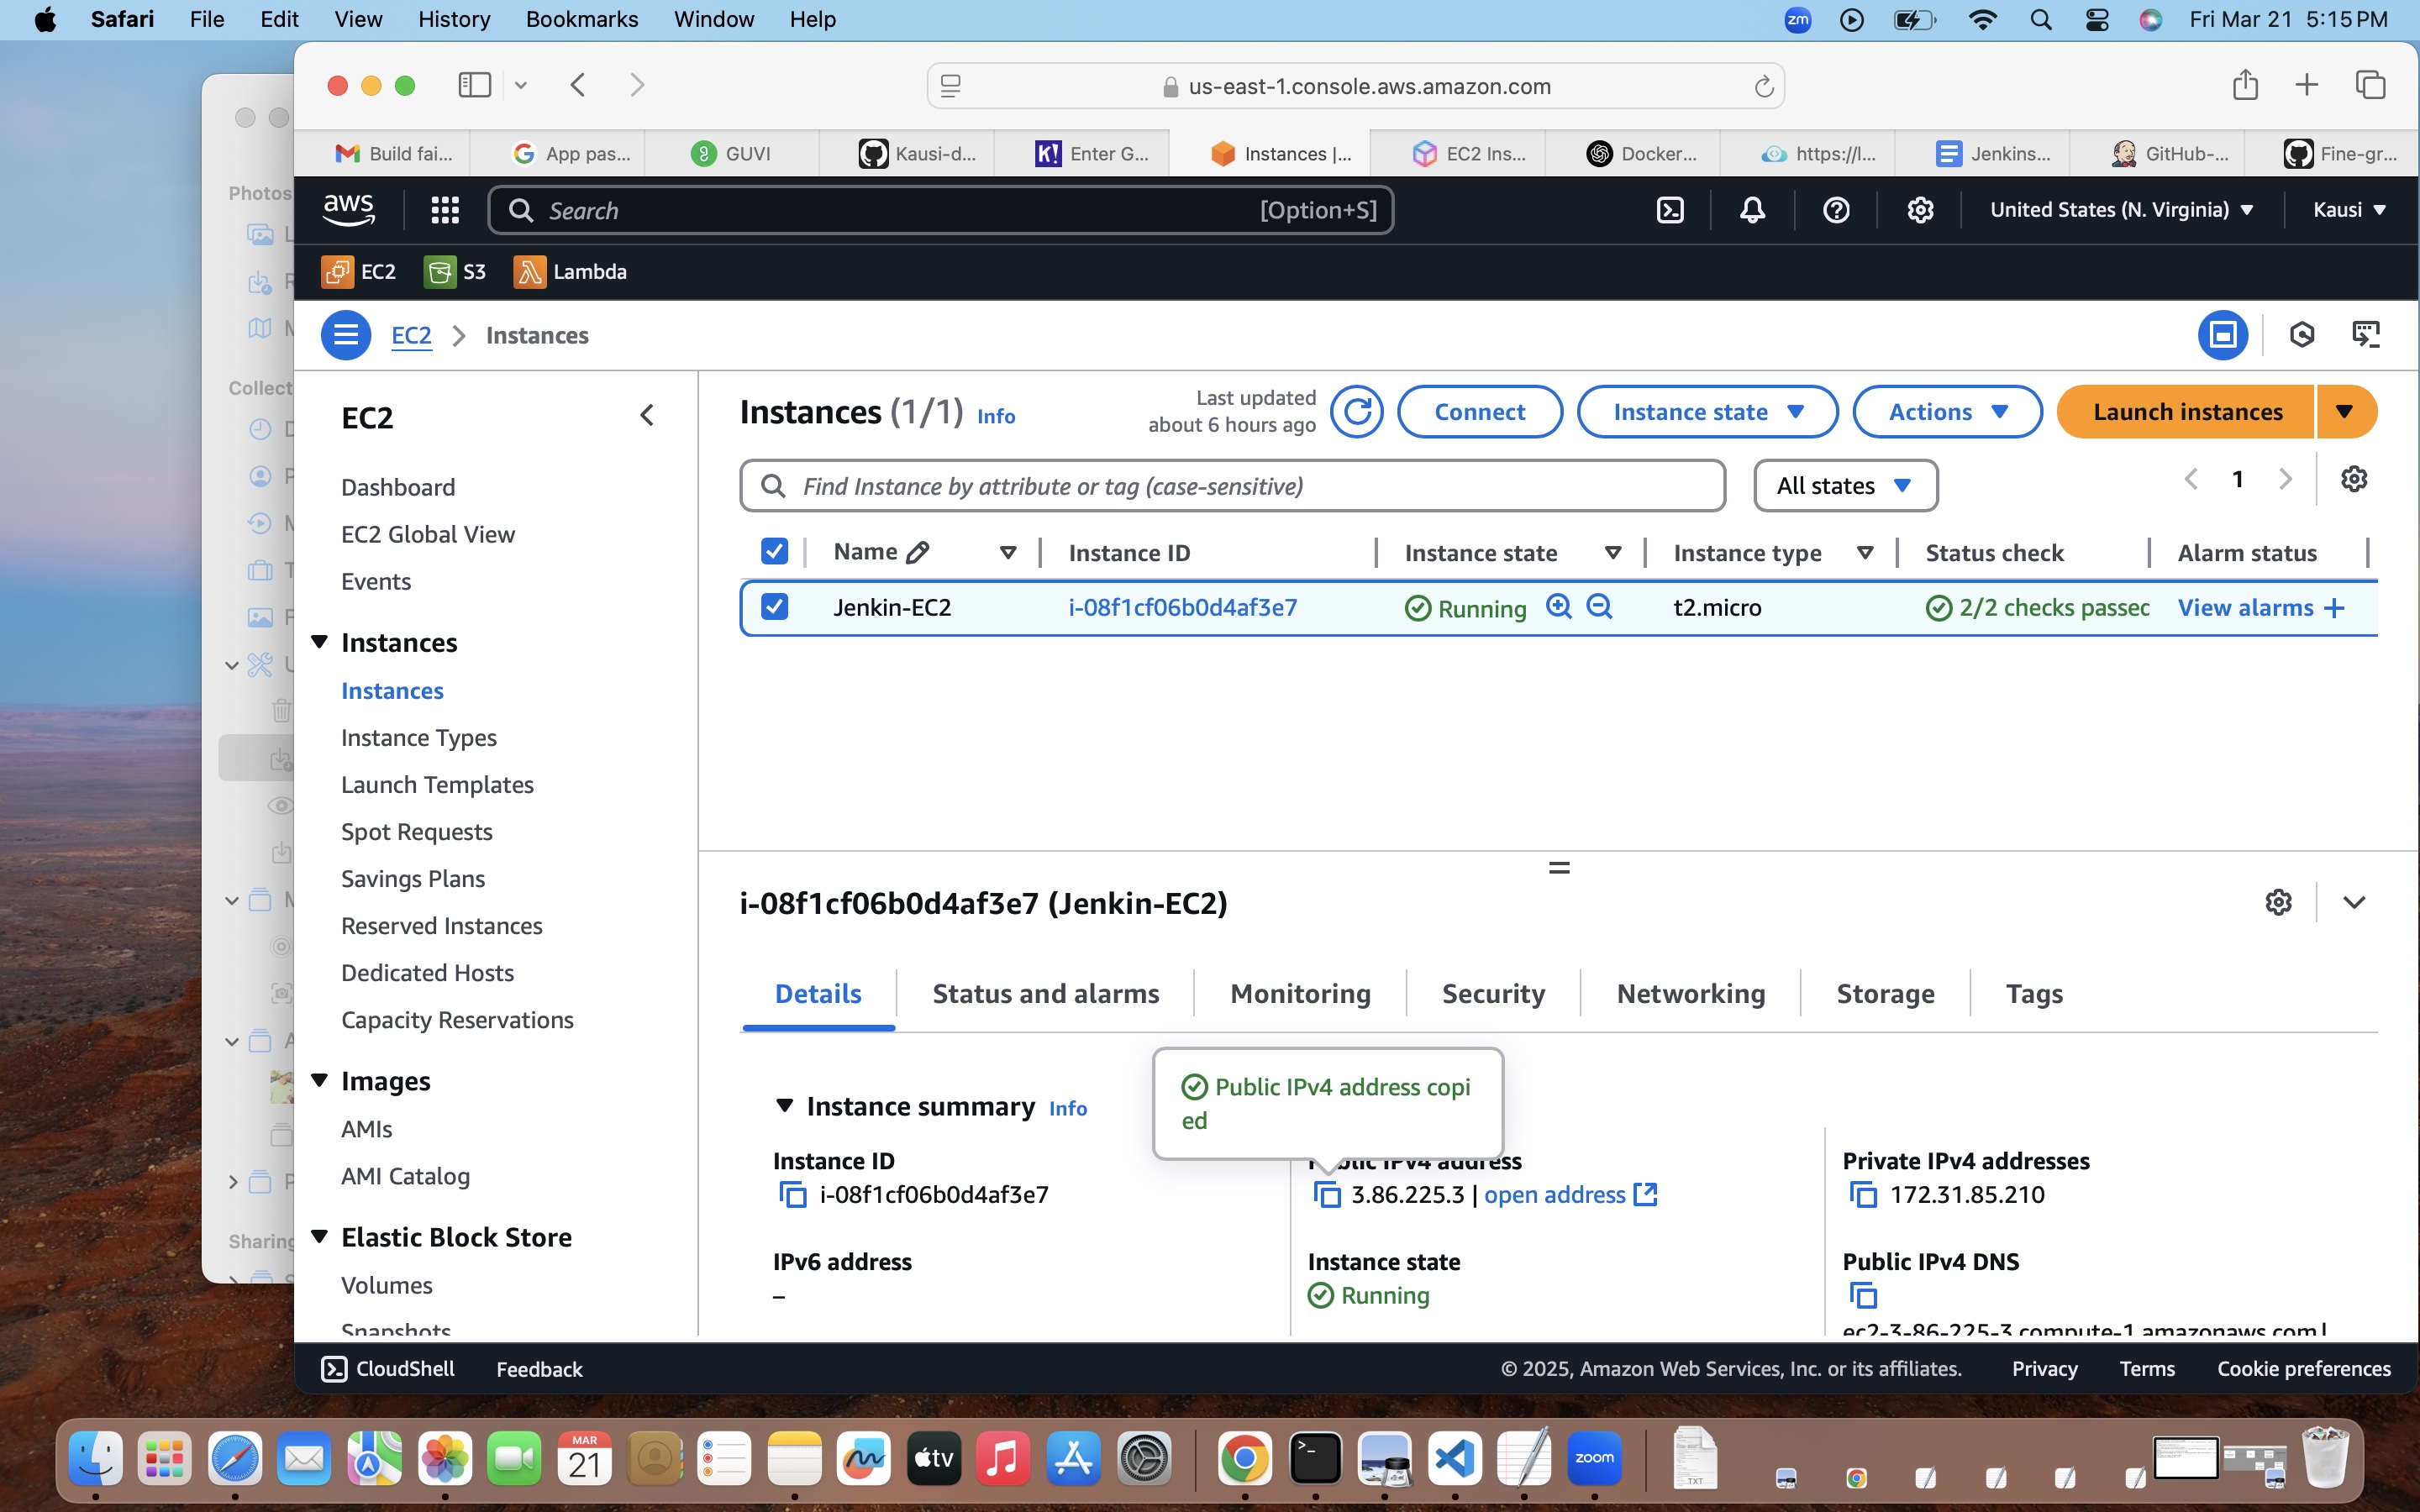 Safari File Edit View History Bookmarks Window Help zm Fri Mar 21 5:15 PM
us-east-1.console.aws.amazon.com
Build fai... App pas... GUVI Kausi-d... K! Enter G... Instances |... EC2 Ins... Docker... https://l... Jenkins... GitHub-... Fine-gr...
aws Search [Option+S] United States (N. Virginia) Kausi
EC2 S3 Lambda
EC2 Instances
Photos
Collect
Sharing
EC2
Dashboard
EC2 Global View
Events
Instances
Instances
Instance Types
Launch Templates
Spot Requests
Savings Plans
Reserved Instances
Dedicated Hosts
Capacity Reservations
Images
AMIs
AMI Catalog
Elastic Block Store
Volumes
Snapshots
Instances (1/1) Info
Last updated
about 6 hours ago
Connect Instance state Actions Launch instances
Find Instance by attribute or tag (case-sensitive) All states 1
Name Instance ID Instance state Instance type Status check Alarm status
Jenkin-EC2 i-08f1cf06b0d4af3e7 Running t2.micro 2/2 checks passec View alarms +
i-08f1cf06b0d4af3e7 (Jenkin-EC2)
Details Status and alarms Monitoring Security Networking Storage Tags
Public IPv4 address copi
ed
Instance summary Info
Instance ID
i-08f1cf06b0d4af3e7
Public IPv4 address
3.86.225.3 | open address
Private IPv4 addresses
172.31.85.210
IPv6 address
–
Instance state
Running
Public IPv4 DNS
ec2-3-86-225-3.compute-1.amazonaws.com |
CloudShell Feedback © 2025, Amazon Web Services, Inc. or its affiliates. Privacy Terms Cookie preferences
MAR
21
tv
zoom
TXT